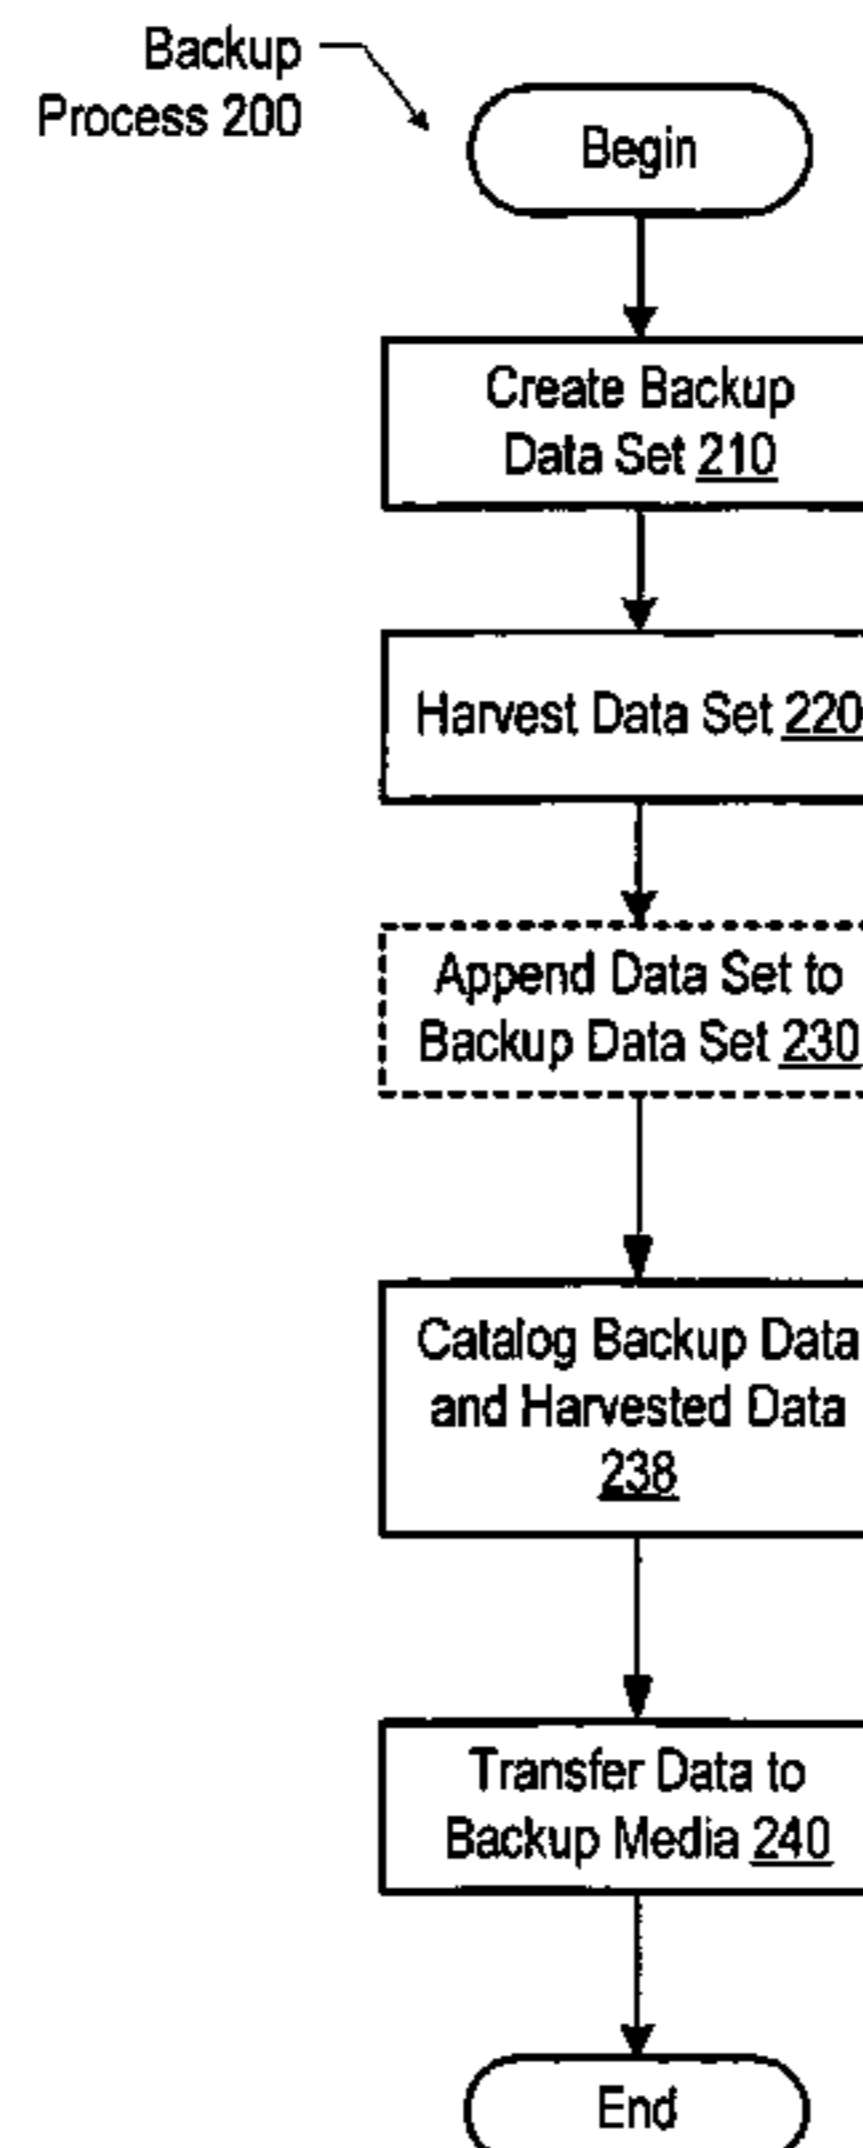 Backup
Process 200
Begin
Create Backup
Data Set 210
Harvest Data Set 220
Append Data Set to
Backup Data Set 230
Catalog Backup Data
and Harvested Data
238
Transfer Data to
Backup Media 240
End